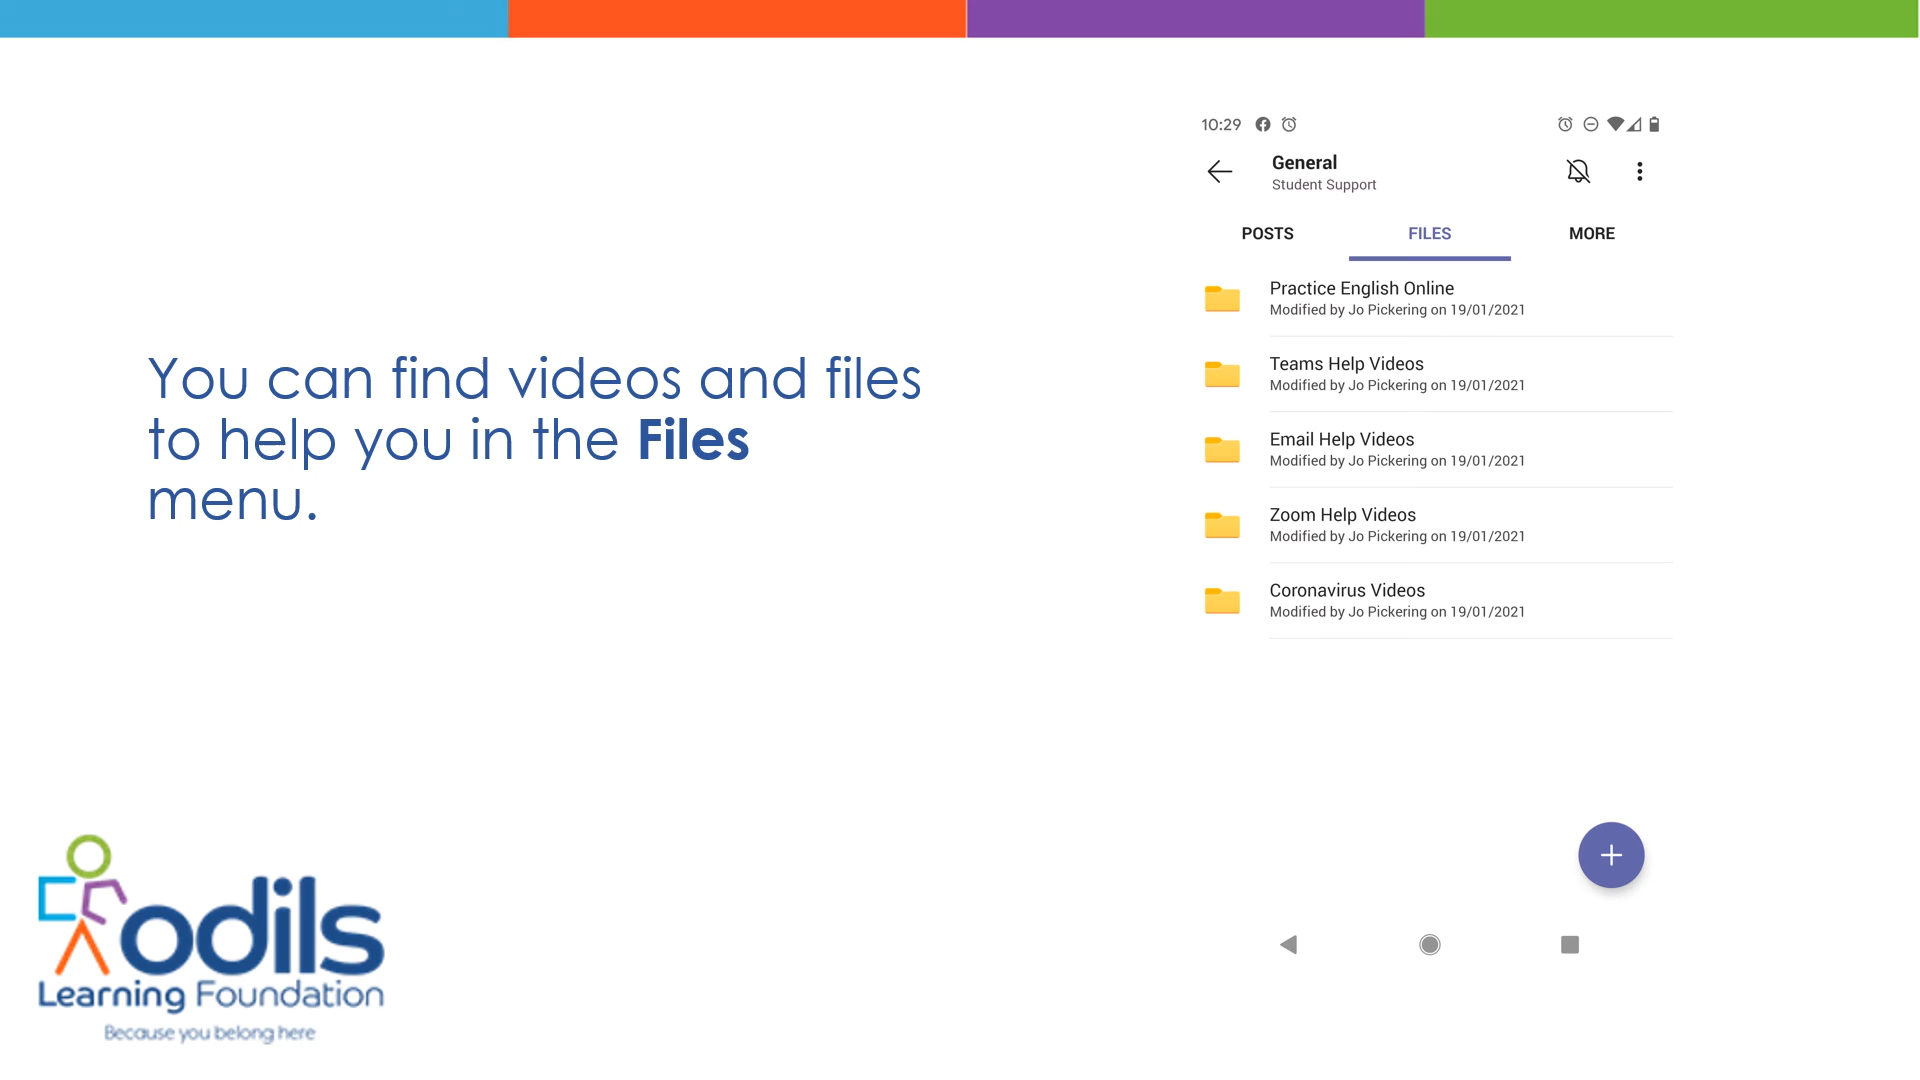 You can find videos and files
to help you in the Files
menu.
10:29
General
Student Support
POSTS FILES MORE
Practice English Online
Modified by Jo Pickering on 19/01/2021
Teams Help Videos
Modified by Jo Pickering on 19/01/2021
Email Help Videos
Modified by Jo Pickering on 19/01/2021
Zoom Help Videos
Modified by Jo Pickering on 19/01/2021
Coronavirus Videos
Modified by Jo Pickering on 19/01/2021
odils
Learning Foundation
Because you belong here